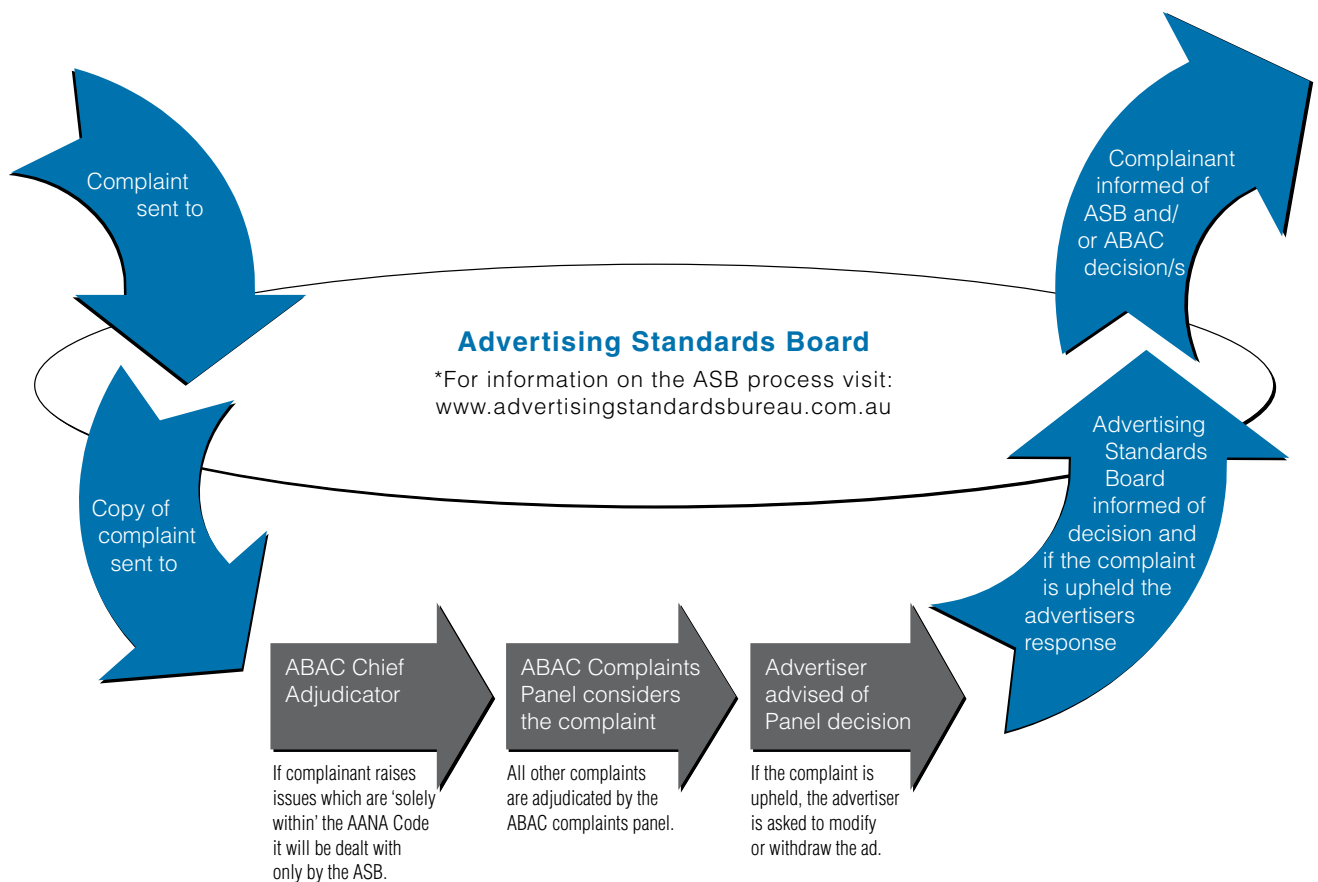 Complaint
sent to
Advertising Standards Board
*For information on the ASB process visit:
www.advertisingstandardsbureau.com.au
Copy of
complaint
sent to
ABAC Chief
Adjudicator
If complainant raises
issues which are ‘solely
within’ the AANA Code
it will be dealt with
only by the ASB.
ABAC Complaints
Panel considers
the complaint
All other complaints
are adjudicated by the
ABAC complaints panel.
Advertiser
advised of
Panel decision
If the complaint is
upheld, the advertiser
is asked to modify
or withdraw the ad.
Advertising
Standards
Board
informed of
decision and
if the complaint
is upheld the
advertisers
response
Complainant
informed of
ASB and/
or ABAC
decision/s